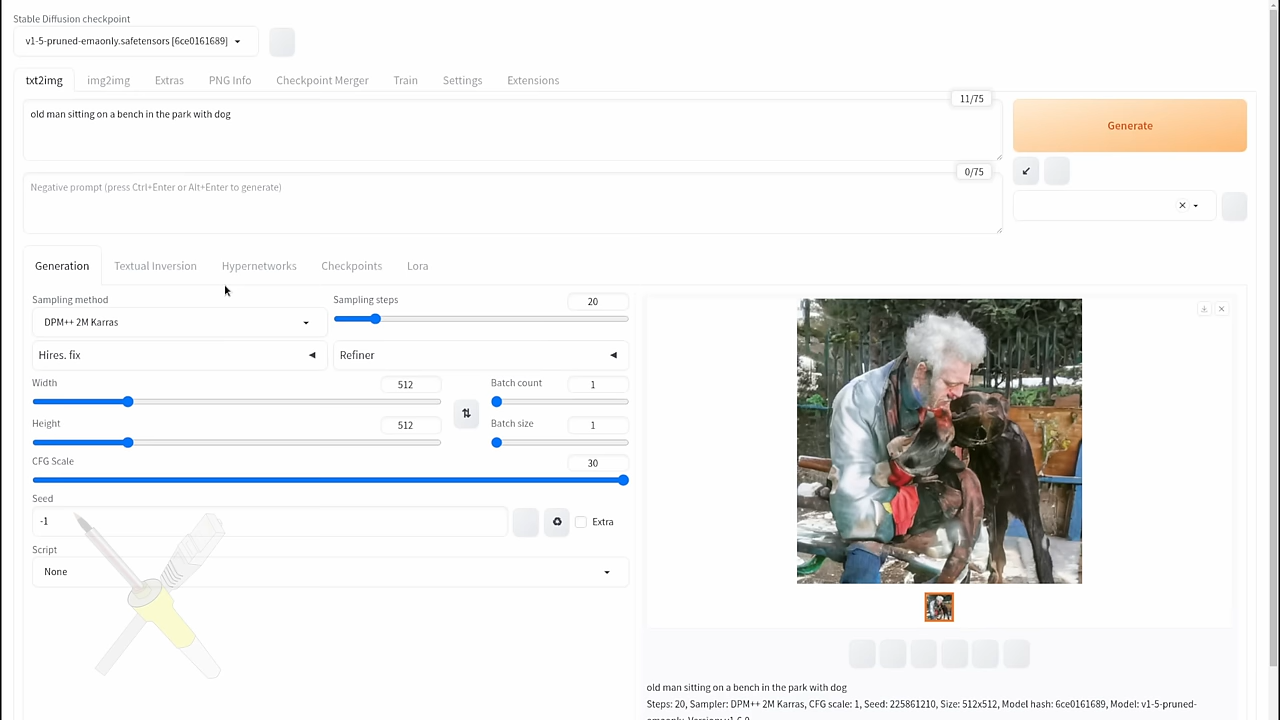 Stable Diffusion checkpoint
v1-5-pruned-emaonly.safetensors [6ce0161689]
txt2img img2img Extras PNG Info Checkpoint Merger Train Settings Extensions
11/75
old man sitting on a bench in the park with dog
Generate
0/75
Negative prompt (press Ctrl+Enter or Alt+Enter to generate)
Generation Textual Inversion Hypernetworks Checkpoints Lora
Sampling method
DPM++ 2M Karras
Sampling steps
20
Hires. fix
Refiner
Width
512
Batch count
1
Height
512
Batch size
1
CFG Scale
30
Seed
-1
Extra
Script
None
old man sitting on a bench in the park with dog
Steps: 20, Sampler: DPM++ 2M Karras, CFG scale: 1, Seed: 225861210, Size: 512x512, Model hash: 6ce0161689, Model: v1-5-pruned-
emaonly, Version: v1.6.0